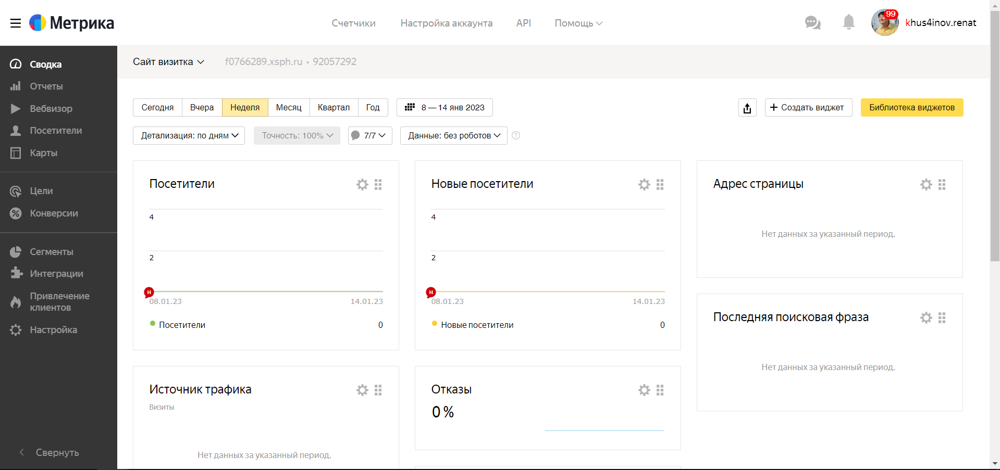 Метрика
Счетчики
Настройка аккаунта
API
Помощь
99
khus4inov.renat
Сводка
Отчеты
Вебвизор
Посетители
Карты
Цели
Конверсии
Сегменты
Интеграции
Привлечение
клиентов
Настройка
Свернуть
Сайт визитка
f0766289.xsph.ru • 92057292
Сегодня
Вчера
Неделя
Месяц
Квартал
Год
8 — 14 янв 2023
Создать виджет
Библиотека виджетов
Детализация: по дням
Точность: 100%
7/7
Данные: без роботов
?
Посетители
4
2
Н
08.01.23
14.01.23
Посетители
0
Новые посетители
4
2
Н
08.01.23
14.01.23
Новые посетители
0
Адрес страницы
Нет данных за указанный период.
Последняя поисковая фраза
Нет данных за указанный период.
Источник трафика
Визиты
Нет данных за указанный период.
Отказы
0 %